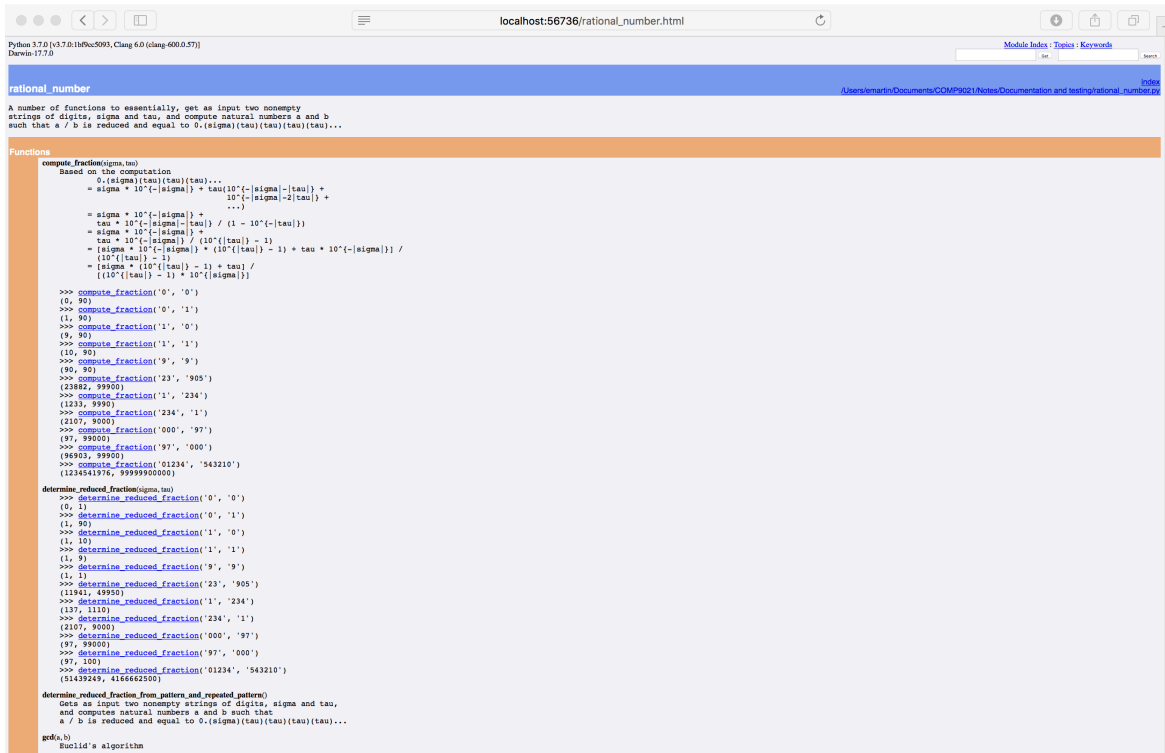 localhost:56736/rational_number.html
Python 3.7.0 [v3.7.0:1bf9cc5093, Clang 6.0 (clang-600.0.57)]
Darwin-17.7.0
Module Index : Topics : Keywords
Get Search
rational_number
index
/Users/emartin/Documents/COMP9021/Notes/Documentation and testing/rational_number.py
A number of functions to essentially, get as input two nonempty
strings of digits, sigma and tau, and compute natural numbers a and b
such that a / b is reduced and equal to 0.(sigma)(tau)(tau)(tau)(tau)...
Functions
compute_fraction(sigma, tau)
Based on the computation
0.(sigma)(tau)(tau)(tau)...
= sigma * 10^{-|sigma|} + tau(10^{-|sigma|-|tau|} +
10^{-|sigma|-2|tau|} +
...)
= sigma * 10^{-|sigma|} +
tau * 10^{-|sigma|-|tau|} / (1 - 10^{-|tau|})
= sigma * 10^{-|sigma|} +
tau * 10^{-|sigma|} / (10^{|tau|} - 1)
= [sigma * 10^{-|sigma|} * (10^{|tau|} - 1) + tau * 10^{-|sigma|}] /
(10^{|tau|} - 1)
= [sigma * (10^{|tau|} - 1) + tau] /
[(10^{|tau|} - 1) * 10^{|sigma|}]
>>> compute_fraction('0', '0')
(0, 90)
>>> compute_fraction('0', '1')
(1, 90)
>>> compute_fraction('1', '0')
(9, 90)
>>> compute_fraction('1', '1')
(10, 90)
>>> compute_fraction('9', '9')
(90, 90)
>>> compute_fraction('23', '905')
(23882, 99900)
>>> compute_fraction('1', '234')
(1233, 9990)
>>> compute_fraction('234', '1')
(2107, 9000)
>>> compute_fraction('000', '97')
(97, 99000)
>>> compute_fraction('97', '000')
(96903, 99900)
>>> compute_fraction('01234', '543210')
(1234541976, 99999900000)
determine_reduced_fraction(sigma, tau)
>>> determine_reduced_fraction('0', '0')
(0, 1)
>>> determine_reduced_fraction('0', '1')
(1, 90)
>>> determine_reduced_fraction('1', '0')
(1, 10)
>>> determine_reduced_fraction('1', '1')
(1, 9)
>>> determine_reduced_fraction('9', '9')
(1, 1)
>>> determine_reduced_fraction('23', '905')
(11941, 49950)
>>> determine_reduced_fraction('1', '234')
(137, 1110)
>>> determine_reduced_fraction('234', '1')
(2107, 9000)
>>> determine_reduced_fraction('000', '97')
(97, 99000)
>>> determine_reduced_fraction('97', '000')
(97, 100)
>>> determine_reduced_fraction('01234', '543210')
(51439249, 4166662500)
determine_reduced_fraction_from_pattern_and_repeated_pattern()
Gets as input two nonempty strings of digits, sigma and tau,
and computes natural numbers a and b such that
a / b is reduced and equal to 0.(sigma)(tau)(tau)(tau)(tau)...
gcd(a, b)
Euclid's algorithm